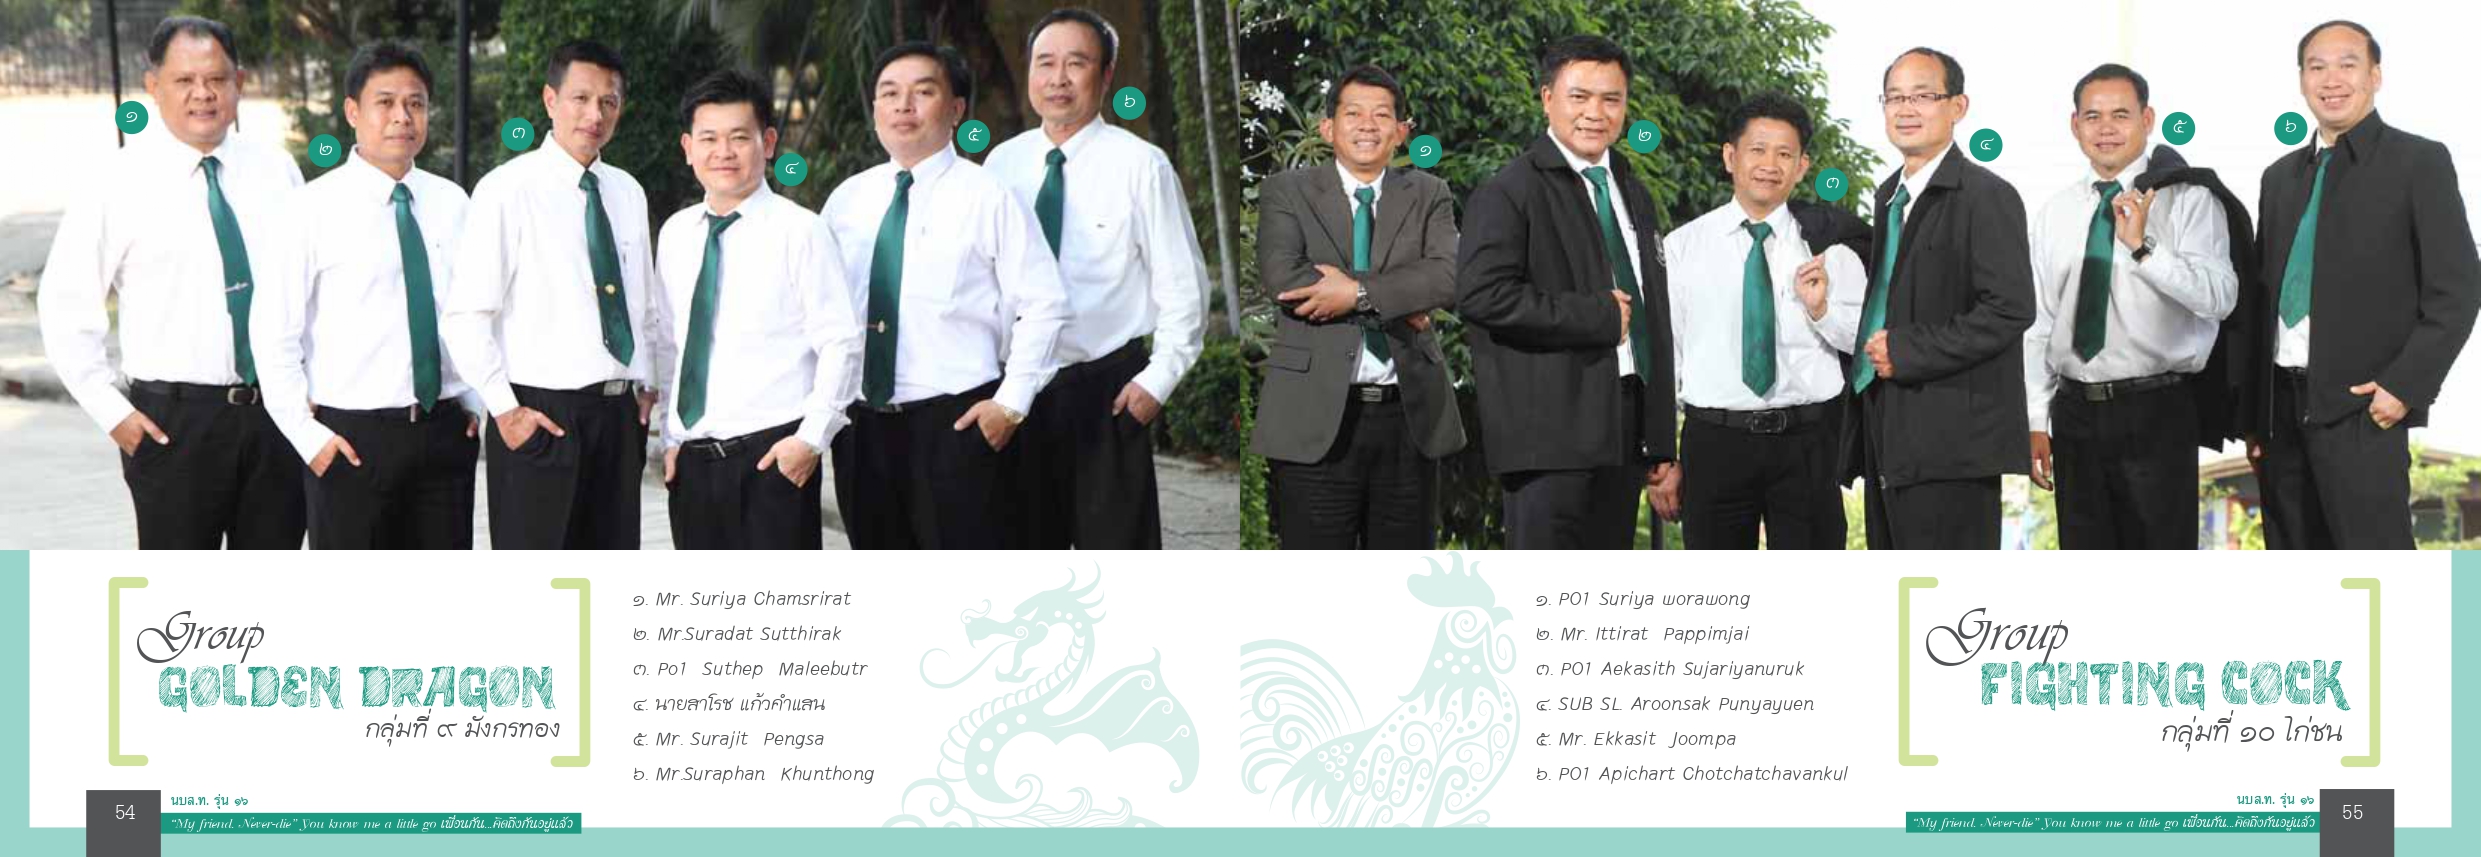 ๑
๒
๓
๔
๕
๖
๑
๒
๓
๔
๕
๖
Group
GOLDEN DRAGON
กลุ่มที่ ๙ มังกรทอง
๑. Mr. Suriya Chamsrirat
๒. Mr.Suradat Sutthirak
๓. Po1 Suthep Maleebutr
๔. นายสาโรช แก้วคำแสน
๕. Mr. Surajit Pengsa
๖. Mr.Suraphan Khunthong
54
นบส.ท. รุ่น ๑๖
“My friend. Never-die” You know me a little go เพื่อนกัน...คิดถึงกันอยู่แล้ว
๑. PO1 Suriya worawong
๒. Mr. Ittirat Pappimjai
๓. PO1 Aekasith Sujariyanuruk
๔. SUB SL. Aroonsak Punyayuen
๕. Mr. Ekkasit Joompa
๖. PO1 Apichart Chotchatchavankul
Group
FIGHTING COCK
กลุ่มที่ ๑๐ ไก่ชน
นบส.ท. รุ่น ๑๖
“My friend. Never-die” You know me a little go เพื่อนกัน...คิดถึงกันอยู่แล้ว
55